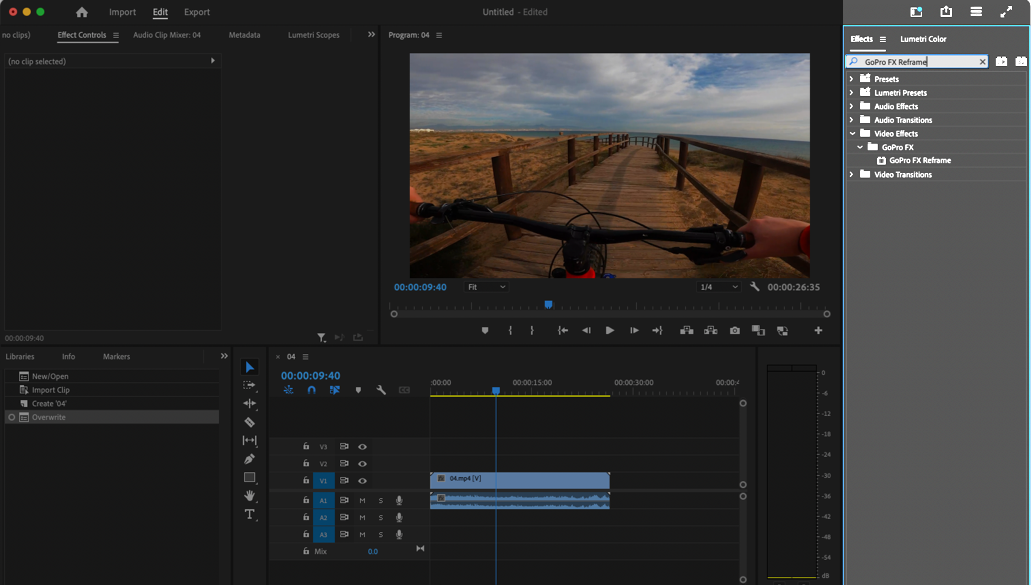 Import Edit Export
Untitled - Edited
no clips)
Effect Controls
Audio Clip Mixer: 04
Metadata
Lumetri Scopes
Program: 04
(no clip selected)
00:00:09:40
00:00:09:40
Fit
1/4
00:00:26:35
Effects
Lumetri Color
GoPro FX Reframe
Presets
Lumetri Presets
Audio Effects
Audio Transitions
Video Effects
GoPro FX
GoPro FX Reframe
Video Transitions
Libraries
Info
Markers
New/Open
Import Clip
Create '04'
Overwrite
04
00:00:09:40
:00:00
00:00:15:00
00:00:30:00
00:00:4
V3
V2
V1
04.mp4 [V]
A1 M S
A2 M S
A3 M S
Mix 0.0
0
-6
-12
-18
-24
-30
-36
-42
-48
-54
dB